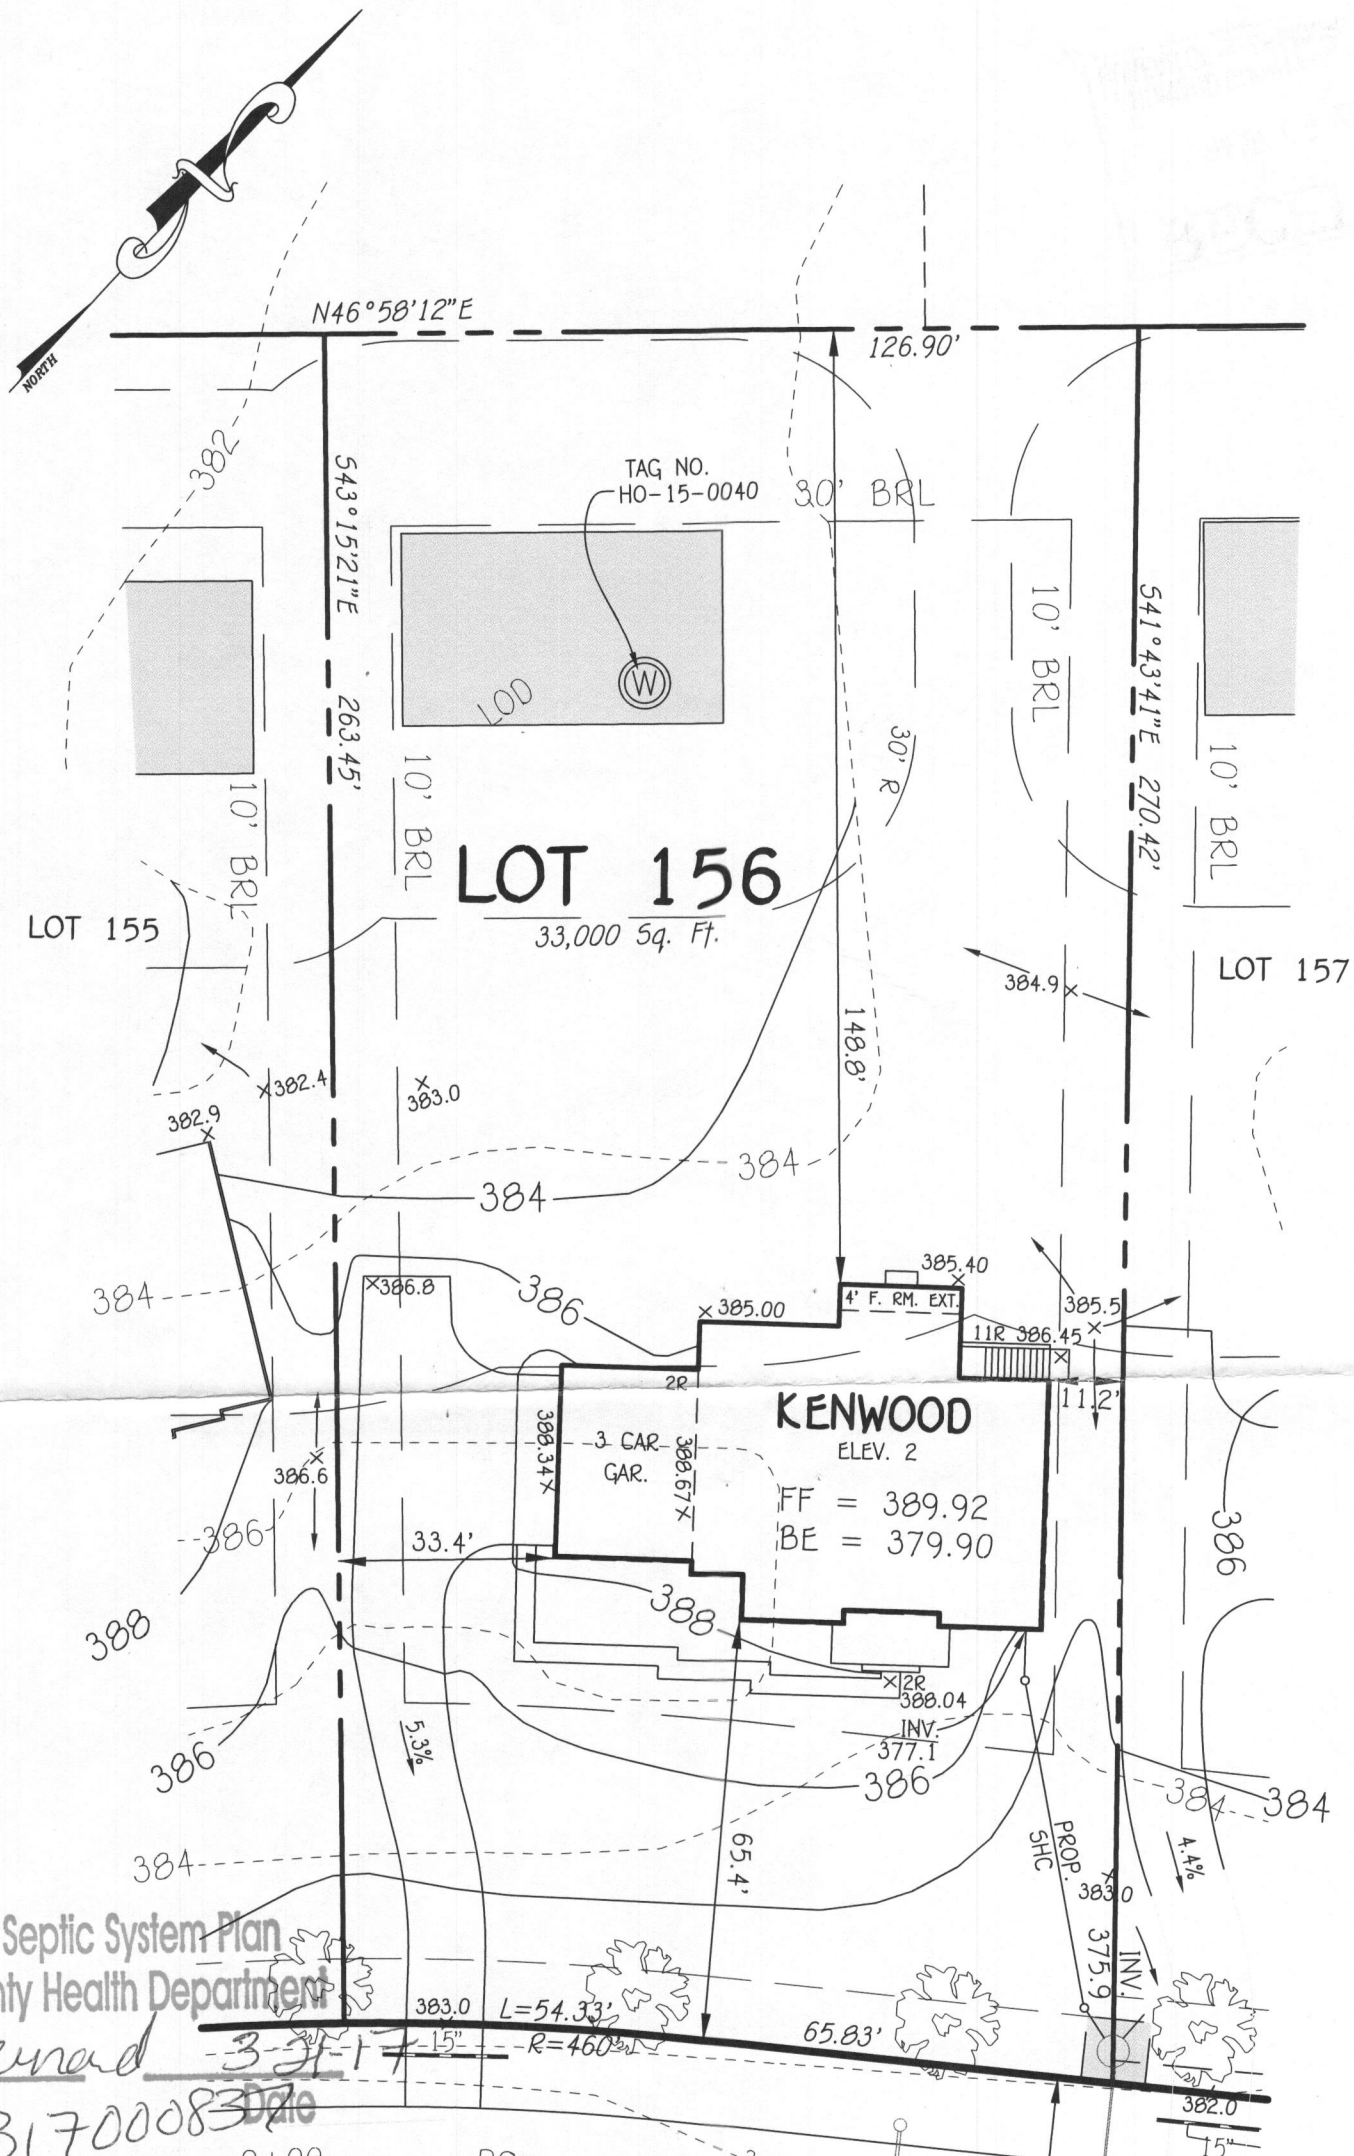 NORTH
N46°58'12"E
126.90'
382
S43°15'21"E 263.45'
TAG NO.
HO-15-0040
30' BRL
10' BRL
S41°43'41"E 270.42'
W
LOD
30' R
10' BRL
10' BRL
10' BRL
LOT 156
33,000 Sq. Ft.
LOT 155
LOT 157
384.9
148.8'
382.4
383.0
382.9
384
384
384
386.8
386
385.00
385.40
4' F. RM. EXT.
385.5
11R 386.45
11.2'
2R
KENWOOD
ELEV. 2
3 CAR
GAR.
388.34
388.67
FF = 389.92
BE = 379.90
386.6
386
386
33.4'
388
388
2R
388.04
INV.
377.1
5.3%
386
386
384
384
384
65.4'
PROP.
SHC
4.4%
383.0
INV.
375.9
Septic System Plan
nty Health Department
3-21-17
Date
383.0
L=54.33'
R=460'
15"
65.83'
382.0
15"